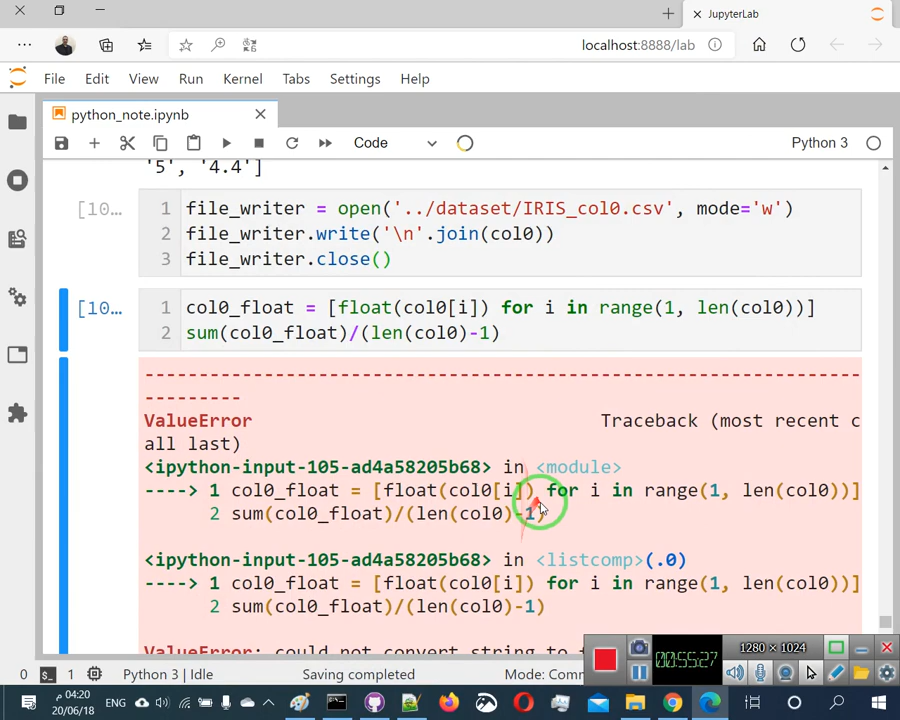 JupyterLab
localhost:8888/lab
File Edit View Run Kernel Tabs Settings Help
python_note.ipynb
Code
Python 3
'5', '4.4']
[10...
1 file_writer = open('../dataset/IRIS_col0.csv', mode='w')
2 file_writer.write('\n'.join(col0))
3 file_writer.close()
[10...
1 col0_float = [float(col0[i]) for i in range(1, len(col0))]
2 sum(col0_float)/(len(col0)-1)
---------------------------------------------------------------------------
ValueError Traceback (most recent c
all last)
<ipython-input-105-ad4a58205b68> in <module>
----> 1 col0_float = [float(col0[i]) for i in range(1, len(col0))]
2 sum(col0_float)/(len(col0)-1)
<ipython-input-105-ad4a58205b68> in <listcomp>(.0)
----> 1 col0_float = [float(col0[i]) for i in range(1, len(col0))]
2 sum(col0_float)/(len(col0)-1)
ValueError: could not convert string to
1280 × 1024
00:55:27
0 1 Python 3 | Idle Saving completed Mode: Comm
04:20 م
20/06/18
ENG